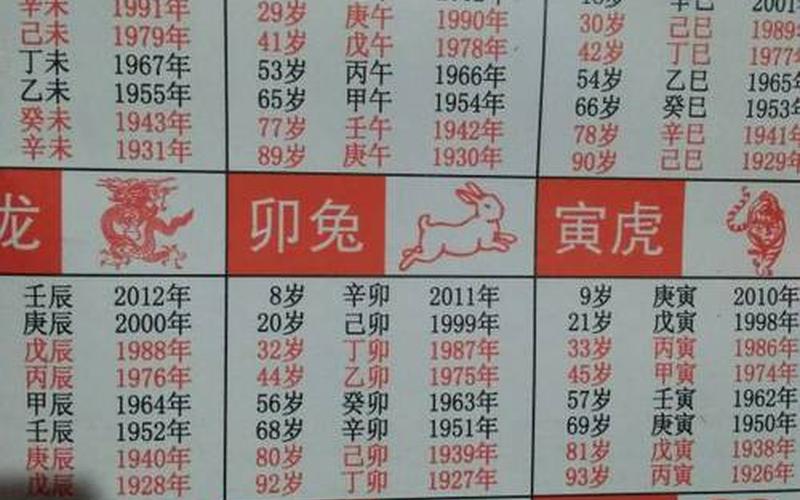 辛未 1991年
己未 1979年
丁未 1967年
乙未 1955年
癸未 1943年
辛未 1931年
29岁 庚午 1990年
41岁 戊午 1978年
53岁 丙午 1966年
65岁 甲午 1954年
77岁 壬午 1942年
89岁 庚午 1930年
30岁 己巳 1989
42岁 丁巳 1977
54岁 乙巳 1965年
66岁 癸巳 1953年
78岁 辛巳 1941年
90岁 己巳 1929年
龙
壬辰 2012年
庚辰 2000年
戊辰 1988年
丙辰 1976年
甲辰 1964年
壬辰 1952年
庚辰 1940年
戊辰 1928年
卯兔
8岁 辛卯 2011年
20岁 己卯 1999年
32岁 丁卯 1987年
44岁 乙卯 1975年
56岁 癸卯 1963年
68岁 辛卯 1951年
80岁 己卯 1939年
92岁 丁卯 1927年
寅虎
9岁 庚寅 2010年
21岁 戊寅 1998年
33岁 丙寅 1986年
45岁 甲寅 1974年
57岁 壬寅 1962年
69岁 庚寅 1950年
81岁 戊寅 1938年
93岁 丙寅 1926年